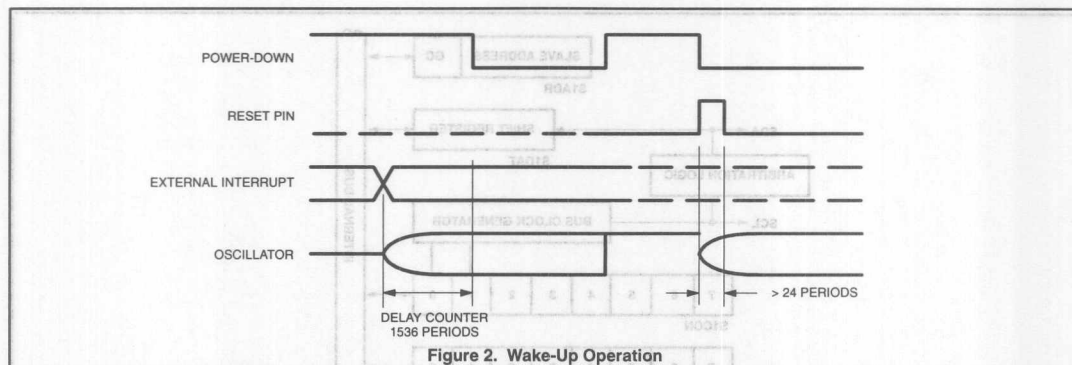 POWER-DOWN
RESET PIN
EXTERNAL INTERRUPT
OSCILLATOR
DELAY COUNTER
1536 PERIODS
> 24 PERIODS
Figure 2. Wake-Up Operation